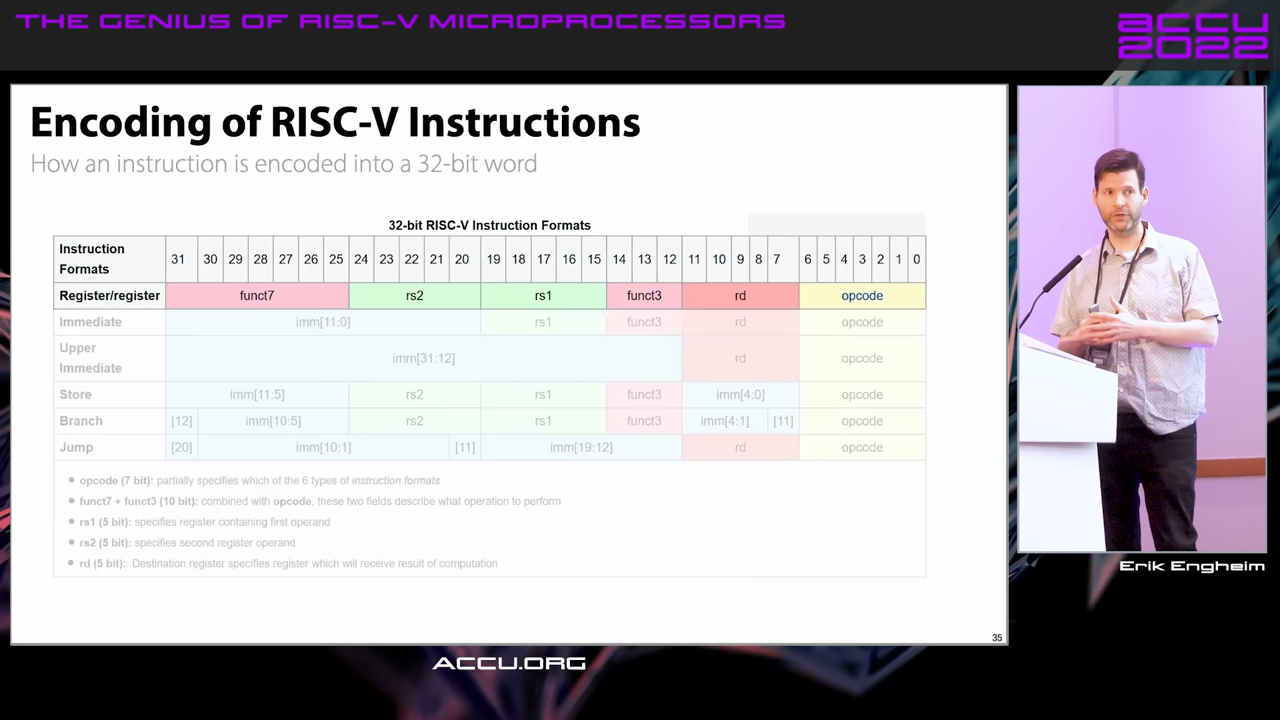 THE GENIUS OF RISC-V MICROPROCESSORS
ACCU
2022
Encoding of RISC-V Instructions
How an instruction is encoded into a 32-bit word
32-bit RISC-V Instruction Formats
Instruction Formats 31 30 29 28 27 26 25 24 23 22 21 20 19 18 17 16 15 14 13 12 11 10 9 8 7 6 5 4 3 2 1 0
Register/register funct7 rs2 rs1 funct3 rd opcode
Immediate imm[11:0] rs1 funct3 rd opcode
Upper Immediate imm[31:12] rd opcode
Store imm[11:5] rs2 rs1 funct3 imm[4:0] opcode
Branch [12] imm[10:5] rs2 rs1 funct3 imm[4:1] [11] opcode
Jump [20] imm[10:1] [11] imm[19:12] rd opcode
• opcode (7 bit): partially specifies which of the 6 types of instruction formats
• funct7 + funct3 (10 bit): combined with opcode, these two fields describe what operation to perform
• rs1 (5 bit): specifies register containing first operand
• rs2 (5 bit): specifies second register operand
• rd (5 bit):: Destination register specifies register which will receive result of computation
35
Erik Engheim
ACCU.ORG